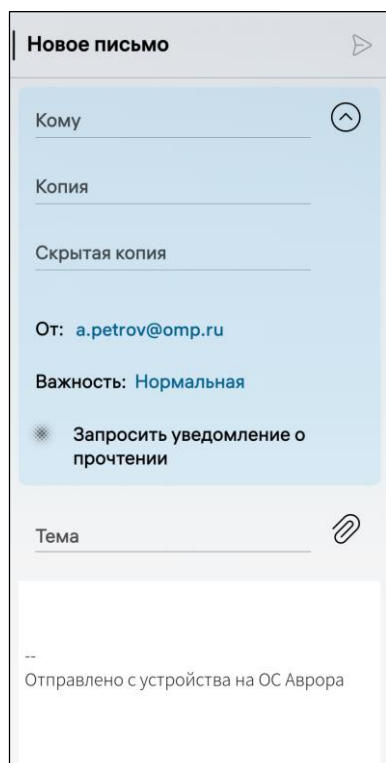 Новое письмо
Кому
Копия
Скрытая копия
От: a.petrov@omp.ru
Важность: Нормальная
Запросить уведомление о
прочтении
Тема
--
Отправлено с устройства на ОС Аврора